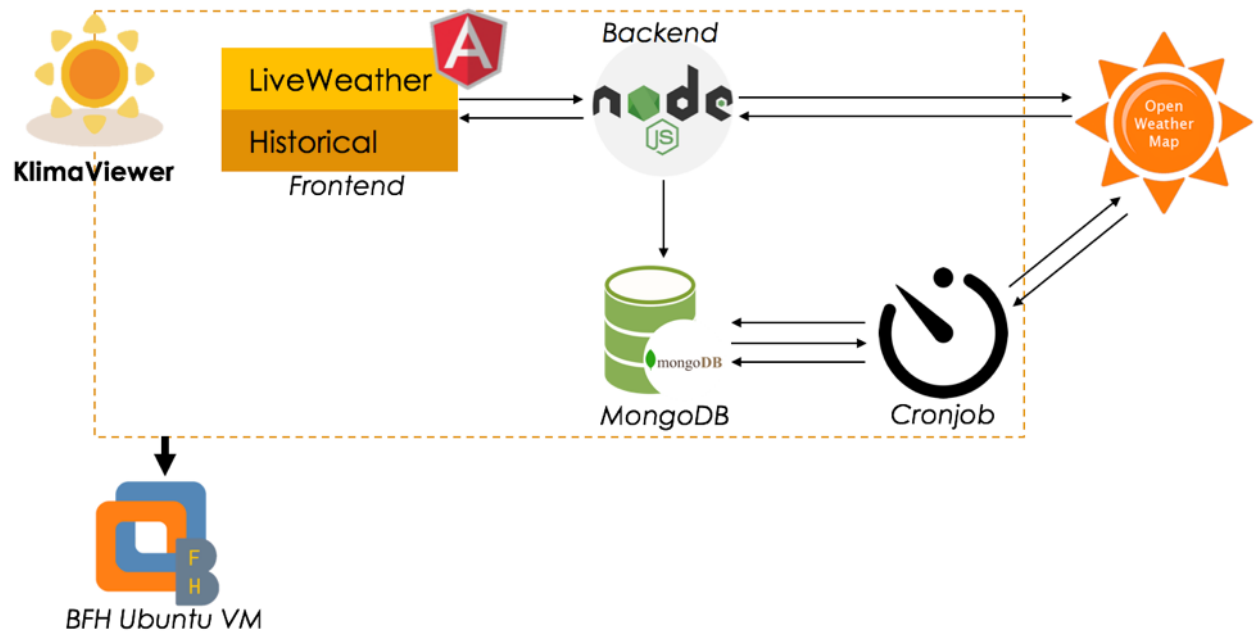 Backend
A
LiveWeather
Historical
Frontend
node
JS
Open
Weather
Map
KlimaViewer
mongoDB
MongoDB
Cronjob
F
B
H
BFH Ubuntu VM